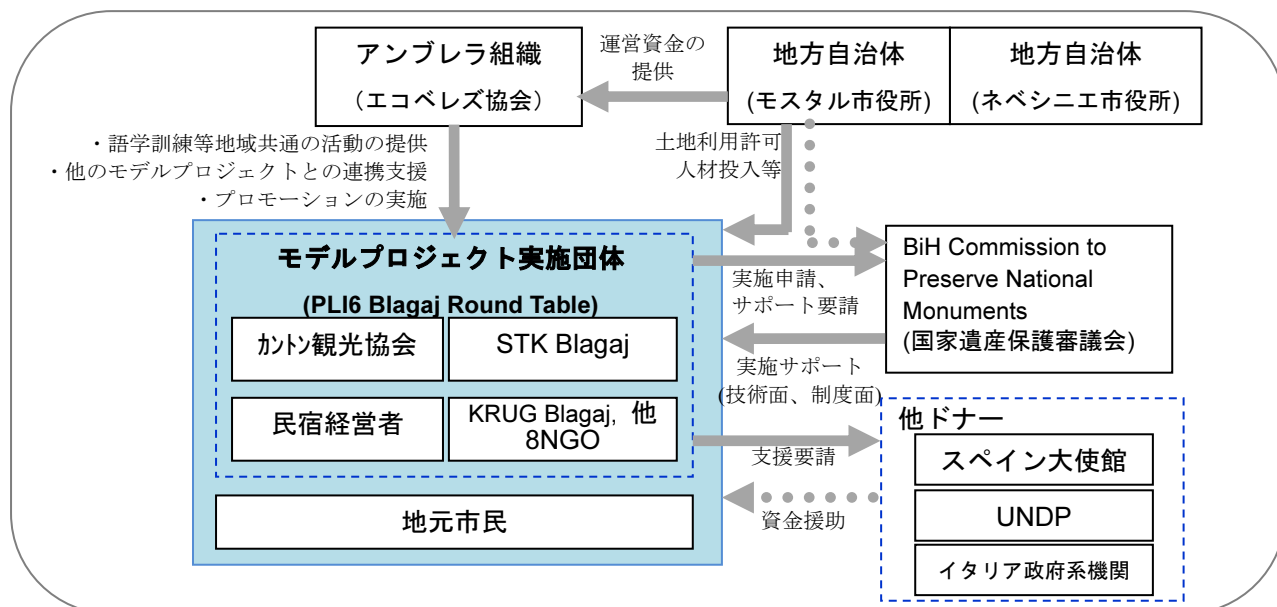 アンブレラ組織
（エコベレズ協会）
運営資金の
提供
地方自治体
(モスタル市役所)
地方自治体
(ネベシニエ市役所)
・語学訓練等地域共通の活動の提供
・他のモデルプロジェクトとの連携支援
・プロモーションの実施
土地利用許可
人材投入等
モデルプロジェクト実施団体
(PLI6 Blagaj Round Table)
ｶﾝﾄﾝ観光協会
STK Blagaj
民宿経営者
KRUG Blagaj, 他
8NGO
地元市民
実施申請、
サポート要請
BiH Commission to
Preserve National
Monuments
(国家遺産保護審議会)
実施サポート
(技術面、制度面)
支援要請
資金援助
他ドナー
スペイン大使館
UNDP
イタリア政府系機関